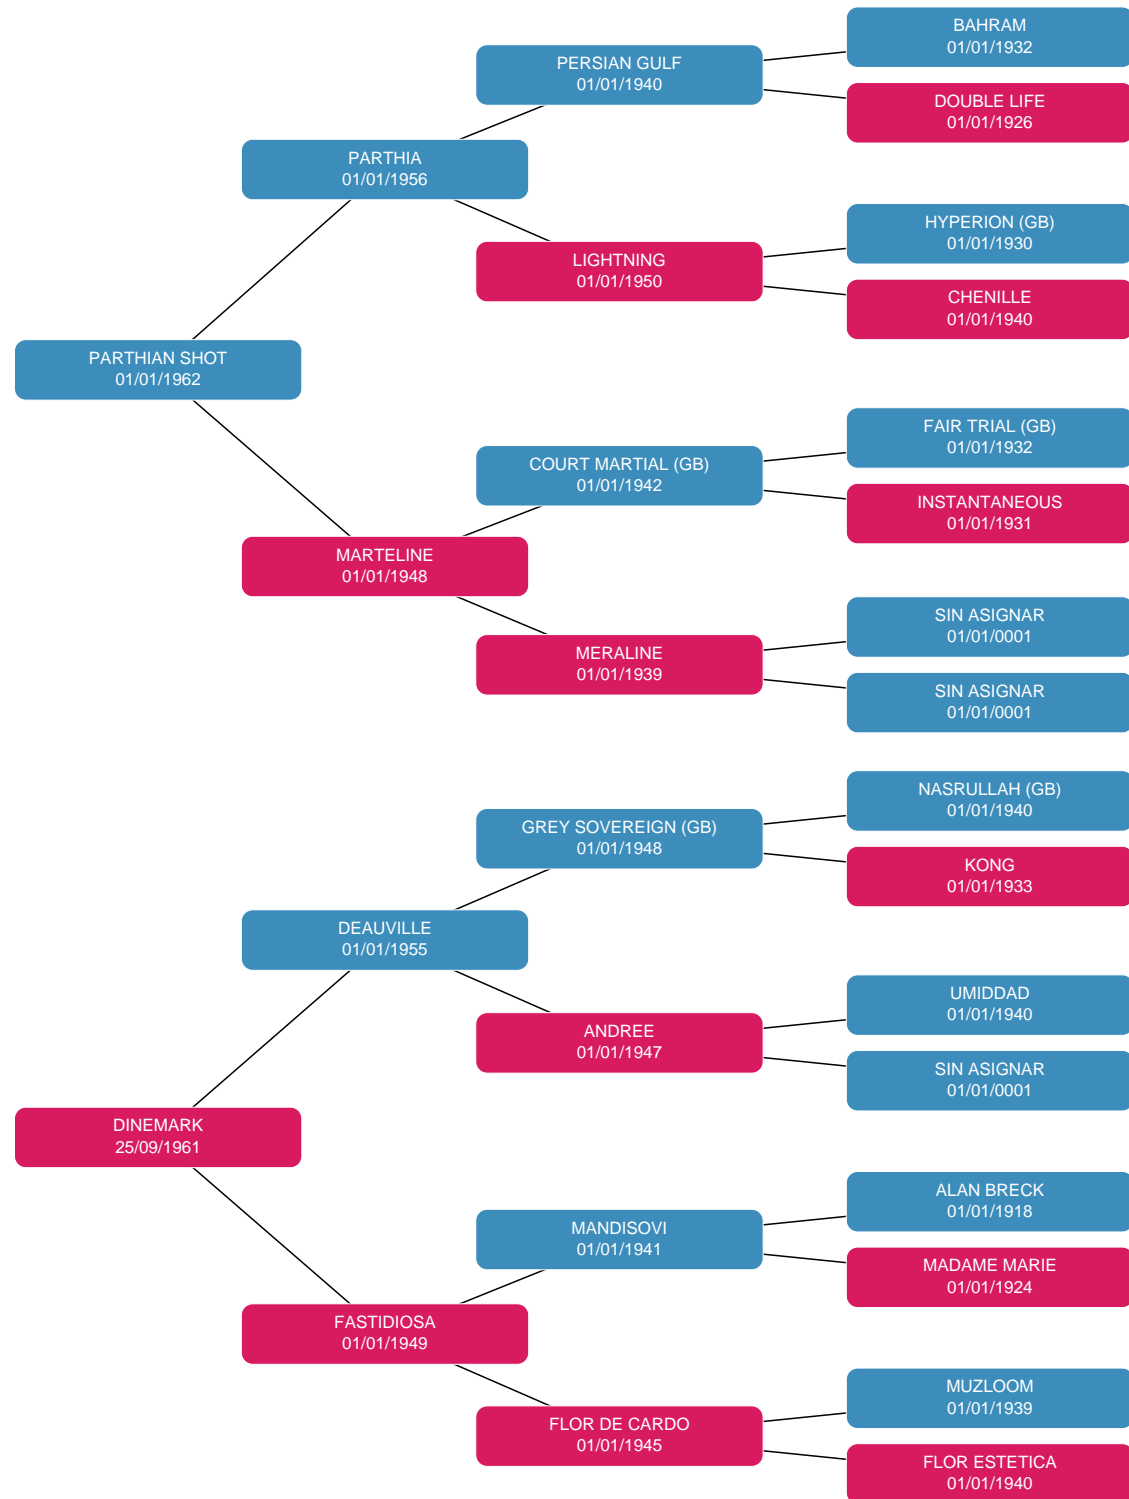 BAHRAM
01/01/1932
PERSIAN GULF
01/01/1940
DOUBLE LIFE
01/01/1926
PARTHIA
01/01/1956
HYPERION (GB)
01/01/1930
LIGHTNING
01/01/1950
CHENILLE
01/01/1940
PARTHIAN SHOT
01/01/1962
FAIR TRIAL (GB)
01/01/1932
COURT MARTIAL (GB)
01/01/1942
INSTANTANEOUS
01/01/1931
MARTELINE
01/01/1948
SIN ASIGNAR
01/01/0001
MERALINE
01/01/1939
SIN ASIGNAR
01/01/0001
NASRULLAH (GB)
01/01/1940
GREY SOVEREIGN (GB)
01/01/1948
KONG
01/01/1933
DEAUVILLE
01/01/1955
UMIDDAD
01/01/1940
ANDREE
01/01/1947
SIN ASIGNAR
01/01/0001
DINEMARK
25/09/1961
ALAN BRECK
01/01/1918
MANDISOVI
01/01/1941
MADAME MARIE
01/01/1924
FASTIDIOSA
01/01/1949
MUZLOOM
01/01/1939
FLOR DE CARDO
01/01/1945
FLOR ESTETICA
01/01/1940